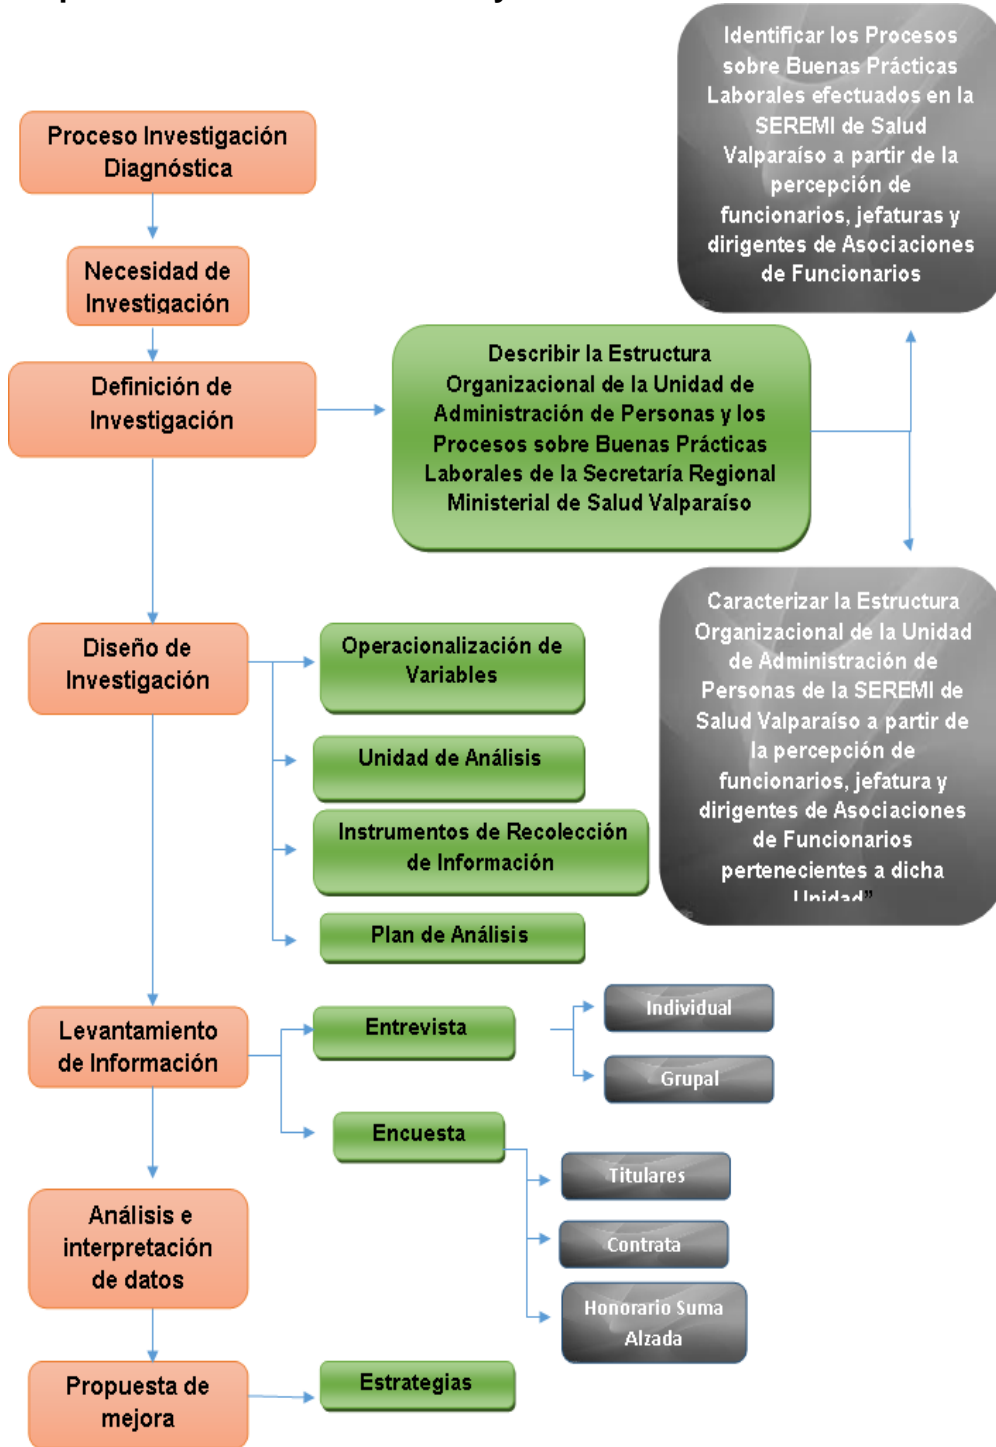 Proceso Investigación
Diagnóstica
Necesidad de
Investigación
Definición de
Investigación
Describir la Estructura
Organizacional de la Unidad de
Administración de Personas y los
Procesos sobre Buenas Prácticas
Laborales de la Secretaría Regional
Ministerial de Salud Valparaíso
Identificar los Procesos
sobre Buenas Prácticas
Laborales efectuados en la
SEREMI de Salud
Valparaíso a partir de la
percepción de
funcionarios, jefaturas y
dirigentes de Asociaciones
de Funcionarios
Caracterizar la Estructura
Organizacional de la Unidad
de Administración de
Personas de la SEREMI de
Salud Valparaíso a partir de
la percepción de
funcionarios, jefatura y
dirigentes de Asociaciones
de Funcionarios
pertenecientes a dicha
Unidad”
Diseño de
Investigación
Operacionalización de
Variables
Unidad de Análisis
Instrumentos de Recolección
de Información
Plan de Análisis
Levantamiento
de Información
Entrevista
Individual
Grupal
Encuesta
Titulares
Contrata
Honorario Suma
Alzada
Análisis e
interpretación
de datos
Propuesta de
mejora
Estrategias